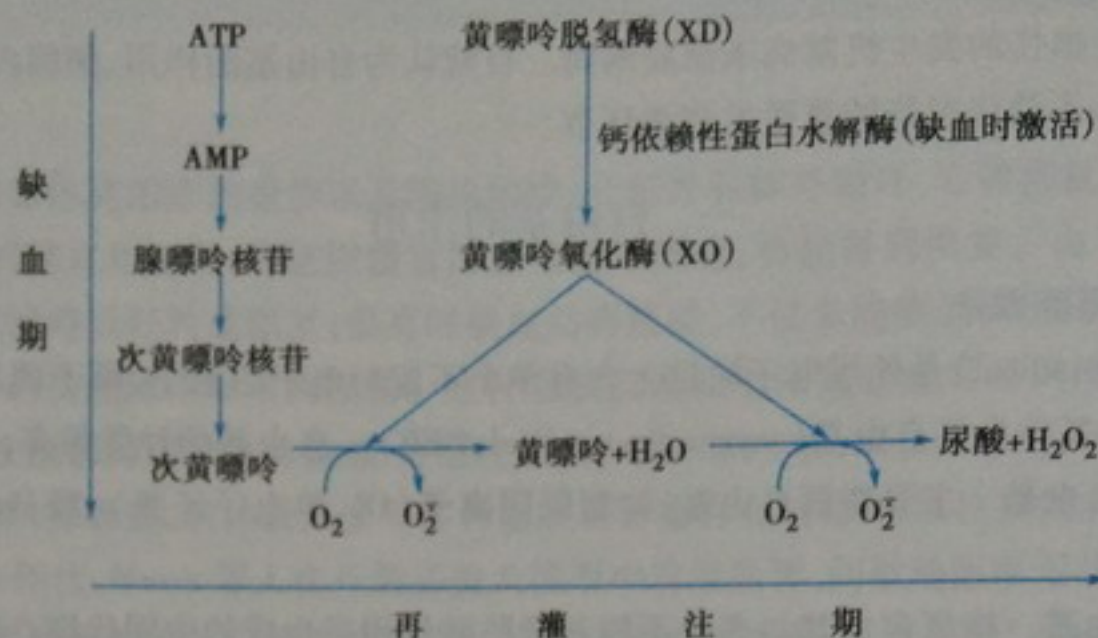 ATP 黄嘌呤脱氢酶(XD)
钙依赖性蛋白水解酶(缺血时激活)
AMP
缺血期
腺嘌呤核苷 黄嘌呤氧化酶(XO)
次黄嘌呤核苷
次黄嘌呤 黄嘌呤+H₂O 尿酸+H₂O₂
O₂ O₂⁻ O₂ O₂⁻
再灌注期